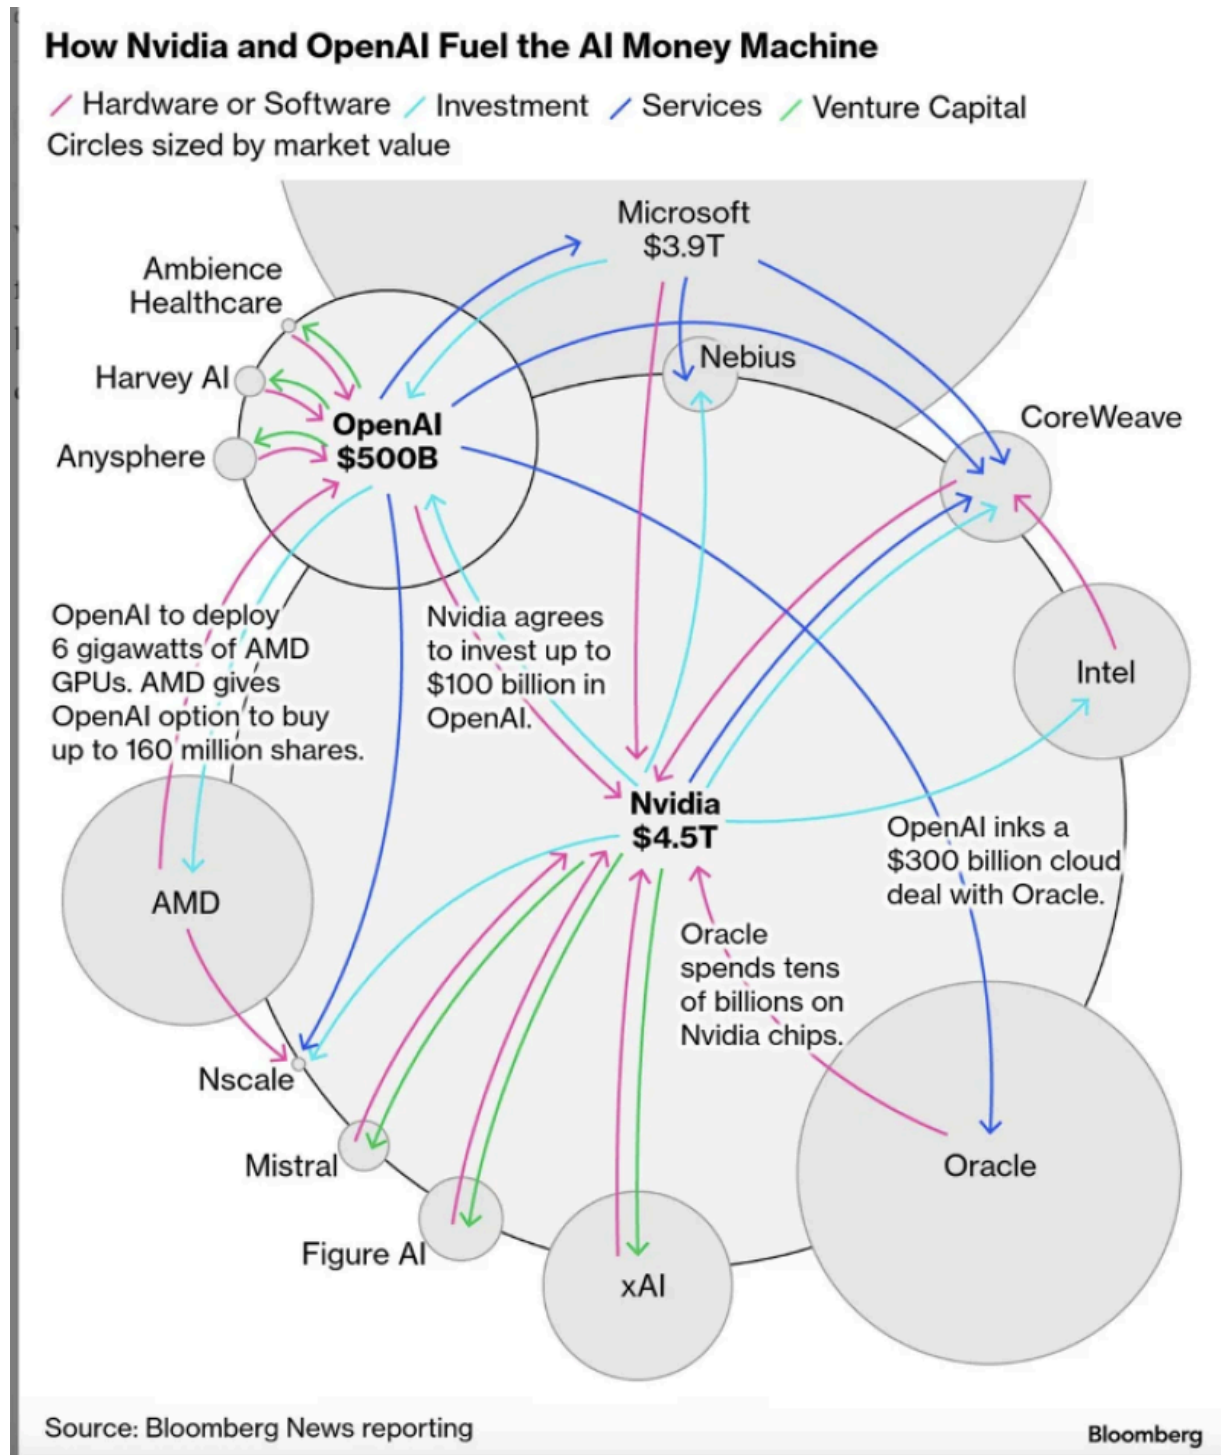 How Nvidia and OpenAI Fuel the AI Money Machine
Hardware or Software Investment Services Venture Capital
Circles sized by market value
Microsoft
$3.9T
Ambience
Healthcare
Nebius
Harvey AI
CoreWeave
OpenAI
$500B
Anysphere
OpenAI to deploy
6 gigawatts of AMD
GPUs. AMD gives
OpenAI option to buy
up to 160 million shares.
Nvidia agrees
to invest up to
$100 billion in
OpenAI.
Intel
Nvidia
$4.5T
OpenAI inks a
$300 billion cloud
deal with Oracle.
AMD
Oracle
spends tens
of billions on
Nvidia chips.
Nscale
Mistral
Oracle
Figure AI
xAI
Source: Bloomberg News reporting
Bloomberg